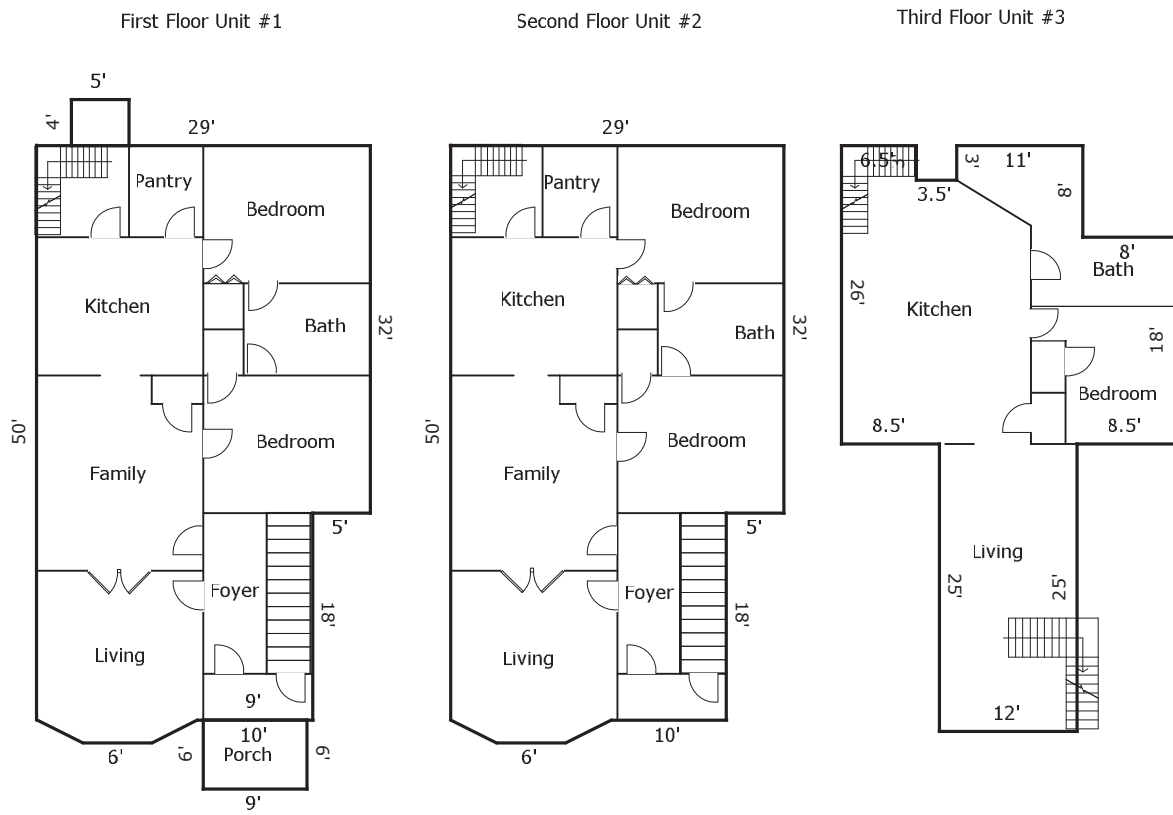 First Floor Unit #1
5'
4'
29'
Pantry
Bedroom
Kitchen
Bath
32'
50'
Family
Bedroom
5'
Foyer
18'
Living
9'
10'
6'
6'
Porch
6'
9'
Second Floor Unit #2
29'
Pantry
Bedroom
Kitchen
Bath
32'
50'
Family
Bedroom
5'
Foyer
18'
Living
10'
6'
Third Floor Unit #3
6.5'
3'
3'
11'
3.5'
8'
8'
Bath
26'
Kitchen
18'
Bedroom
8.5'
8.5'
Living
25'
25'
12'